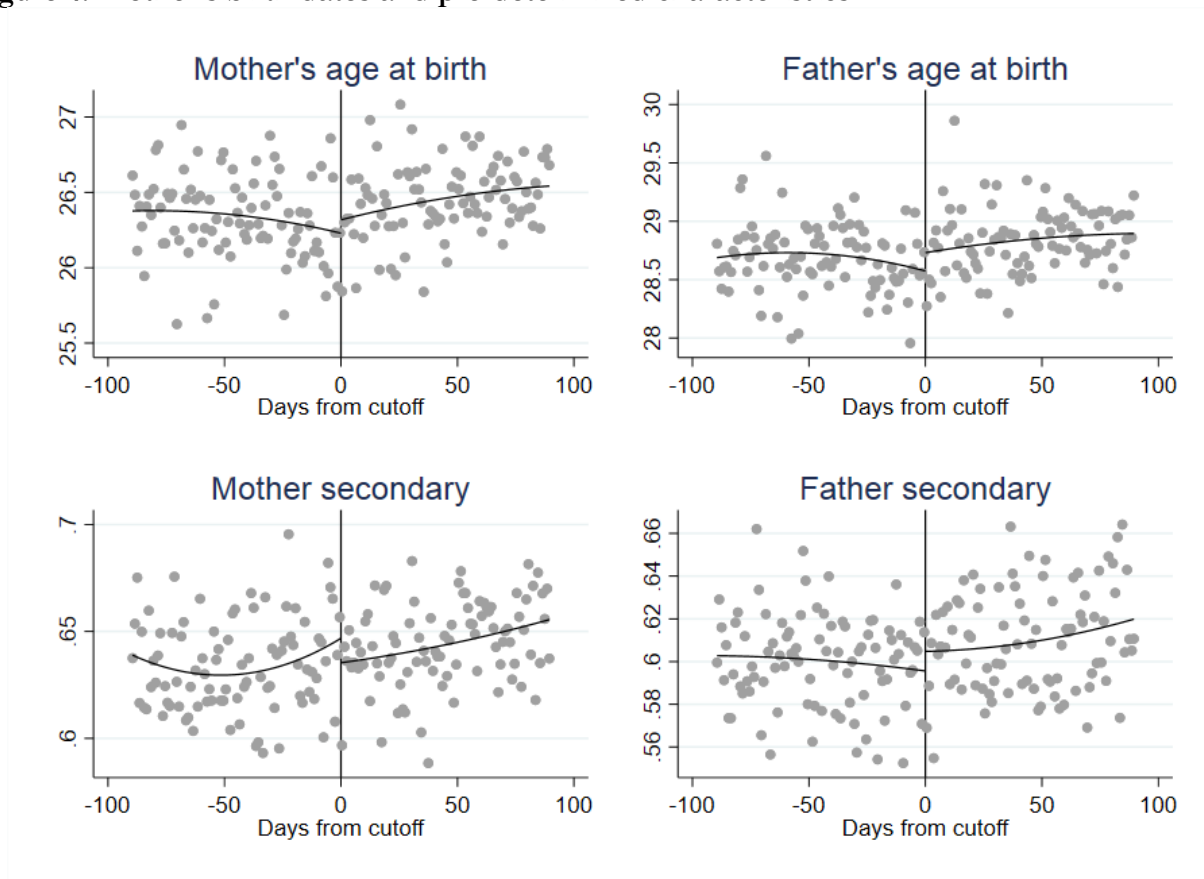 Mother's age at birth
27
26.5
26
25.5
-100 -50 0 50 100
Days from cutoff
Father's age at birth
30
29.5
29
28.5
28
-100 -50 0 50 100
Days from cutoff
Mother secondary
.7
.65
.6
-100 -50 0 50 100
Days from cutoff
Father secondary
.66
.64
.62
.6
.58
.56
-100 -50 0 50 100
Days from cutoff